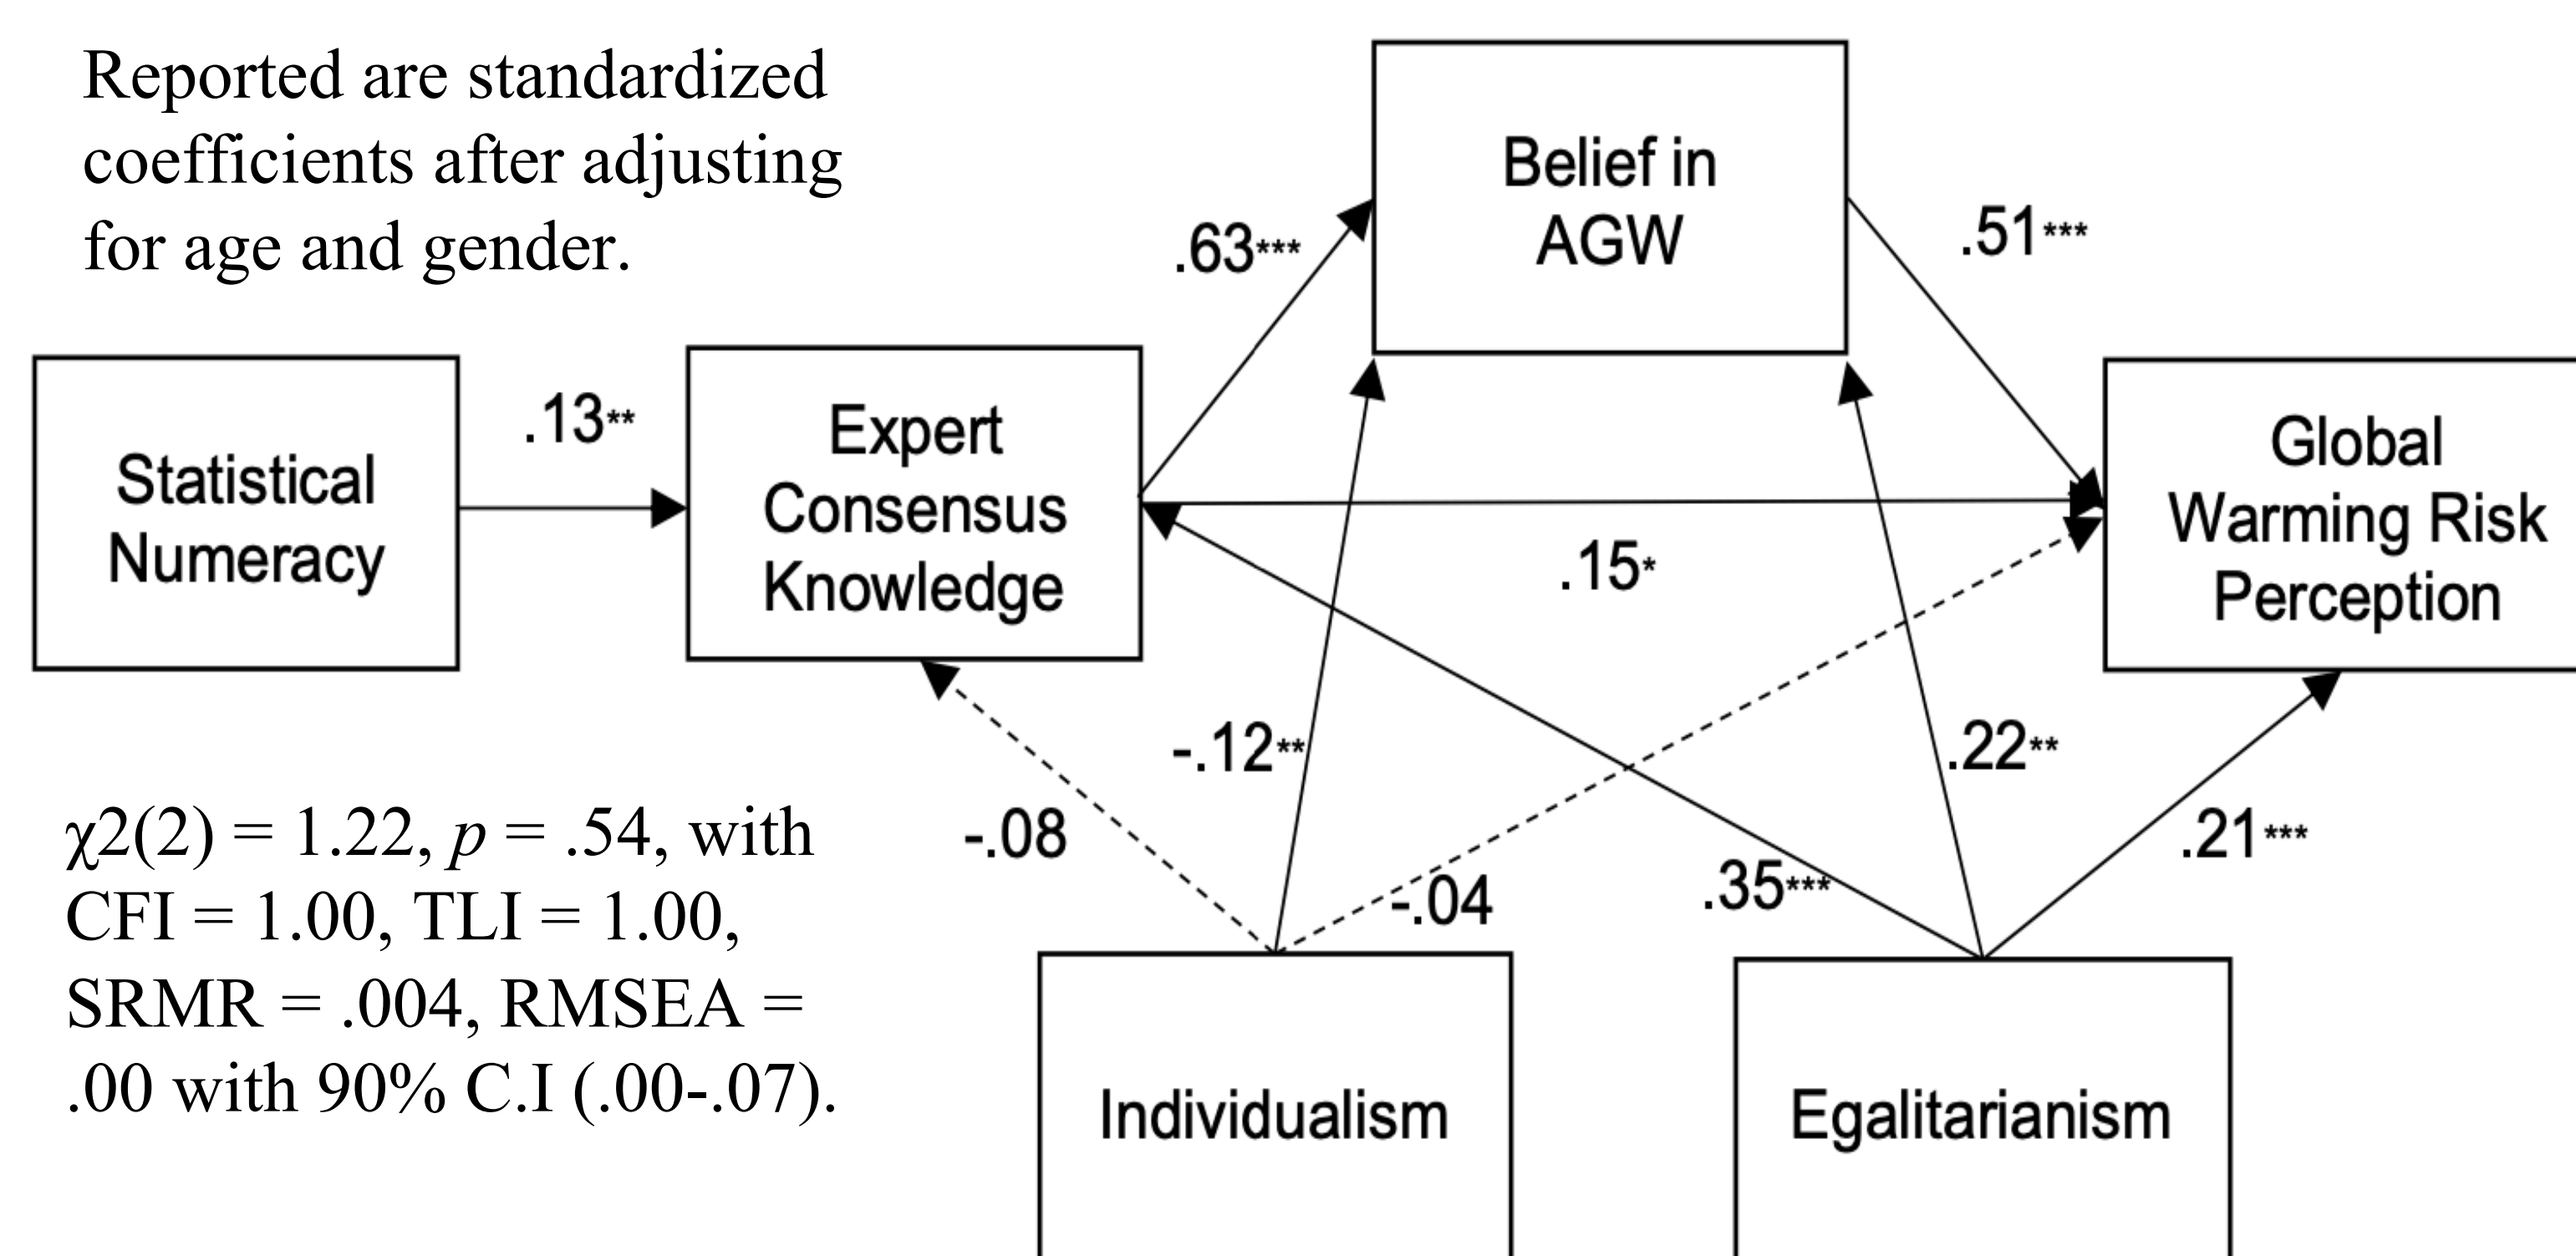 Reported are standardized
coefficients after adjusting
for age and gender.
Belief in
AGW
.63***
.51***
Statistical
Numeracy
.13**
Expert
Consensus
Knowledge
Global
Warming Risk
Perception
.15*
-.12**
.22**
-.08
-.04
.35***
.21***
χ2(2) = 1.22, p = .54, with
CFI = 1.00, TLI = 1.00,
SRMR = .004, RMSEA =
.00 with 90% C.I (.00-.07).
Individualism
Egalitarianism